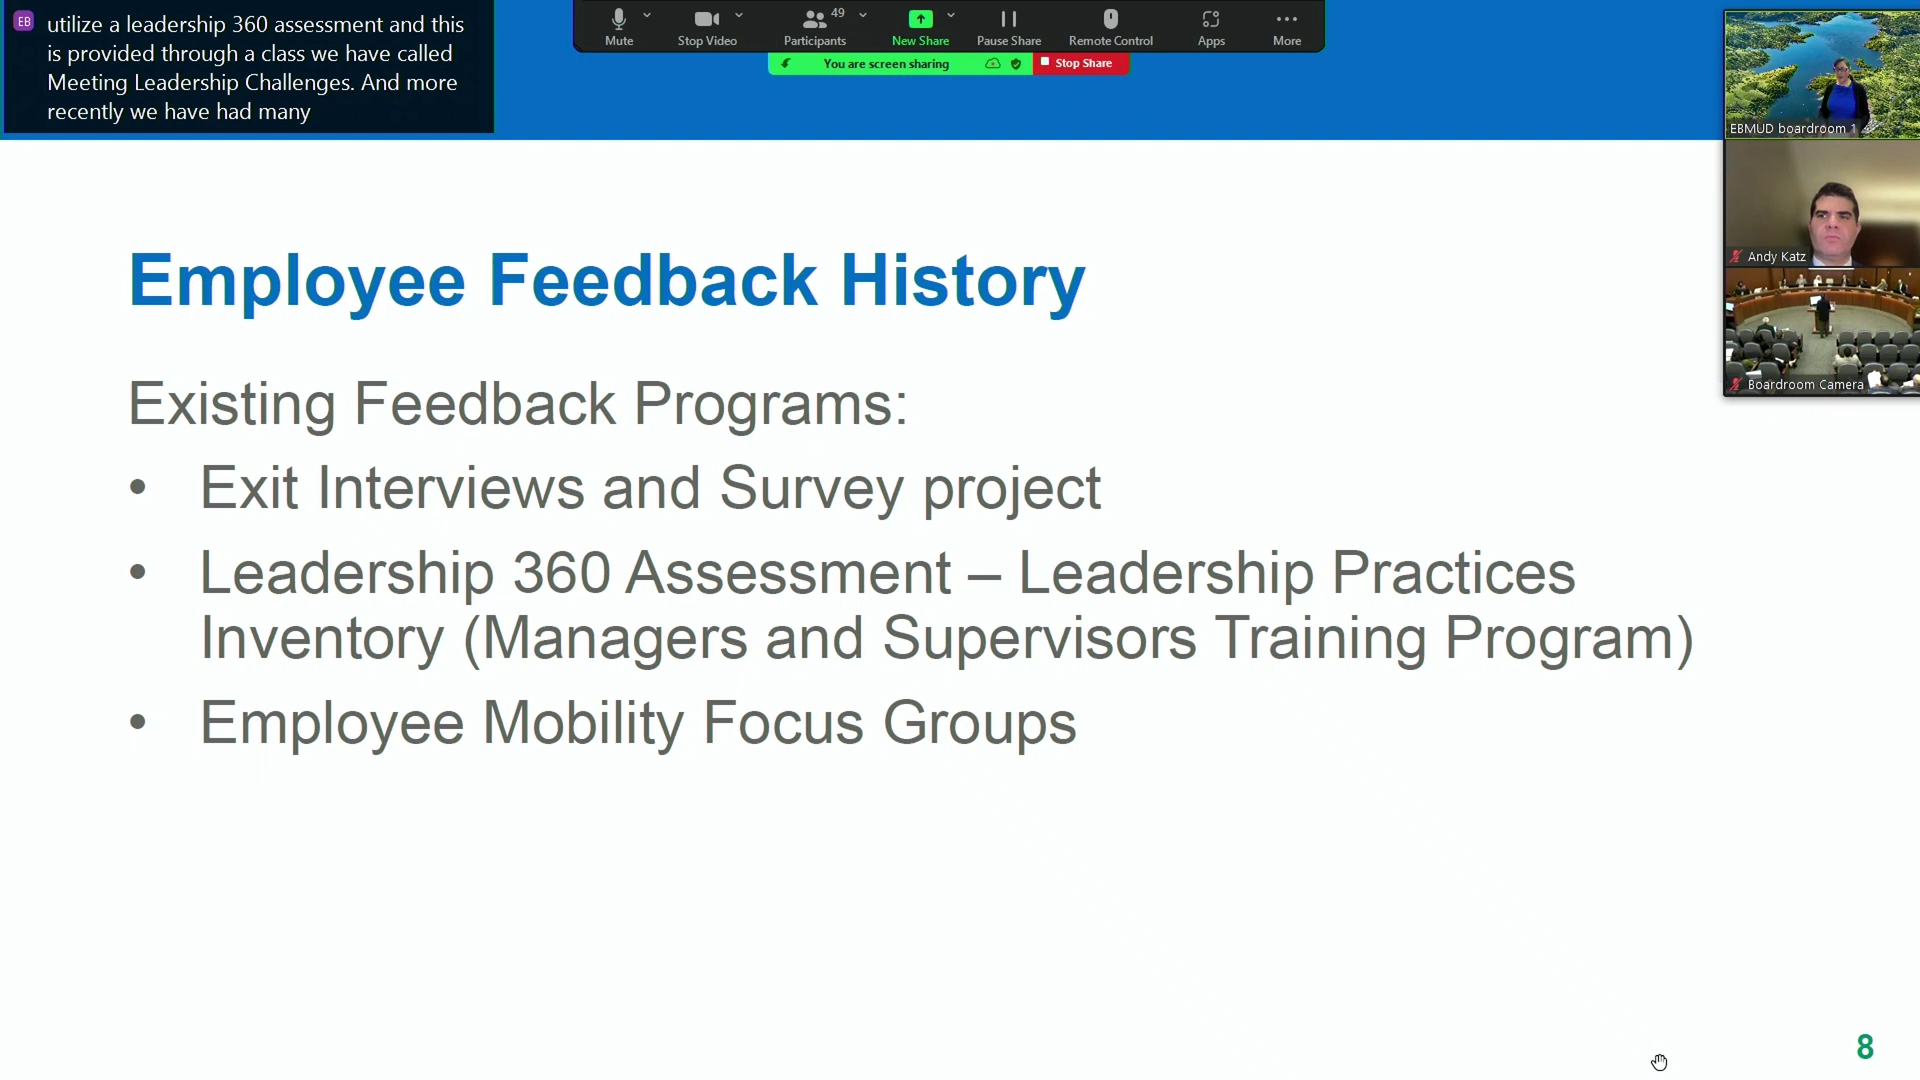 EB
utilize a leadership 360 assessment and this
is provided through a class we have called
Meeting Leadership Challenges. And more
recently we have had many
49
Mute
Stop Video
Participants
New Share
Pause Share
Remote Control
Apps
More
You are screen sharing
Stop Share
EBMUD boardroom 1
Andy Katz
Boardroom Camera
Employee Feedback History
Existing Feedback Programs:
• Exit Interviews and Survey project
• Leadership 360 Assessment – Leadership Practices
Inventory (Managers and Supervisors Training Program)
• Employee Mobility Focus Groups
8